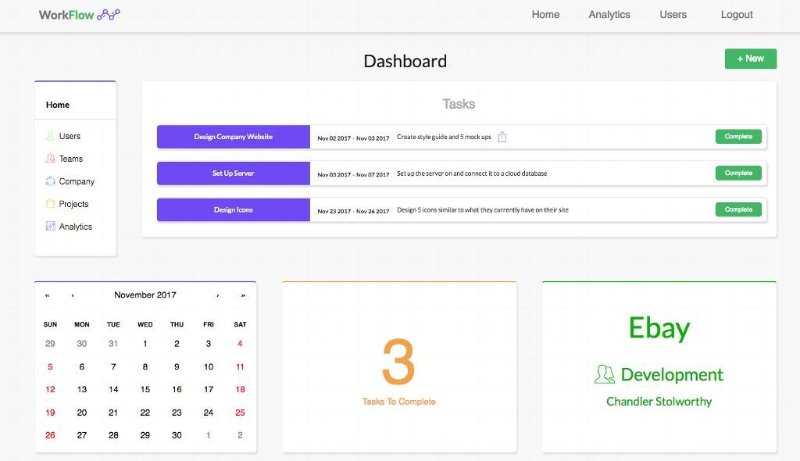 WorkFlow
Home Analytics Users Logout
Dashboard
+ New
Home
Users
Teams
Company
Projects
Analytics
Tasks
Design Company Website Nov 02 2017 - Nov 03 2017 Create style guide and 5 mock ups Complete
Set Up Server Nov 03 2017 - Nov 07 2017 Set up the server on and connect it to a cloud database Complete
Design Icons Nov 23 2017 - Nov 26 2017 Design 5 icons similar to what they currently have on their site Complete
« ‹ November 2017 › »
SUN MON TUE WED THU FRI SAT
29 30 31 1 2 3 4
5 6 7 8 9 10 11
12 13 14 15 16 17 18
19 20 21 22 23 24 25
26 27 28 29 30 1 2
3
Tasks To Complete
Ebay
Development
Chandler Stolworthy